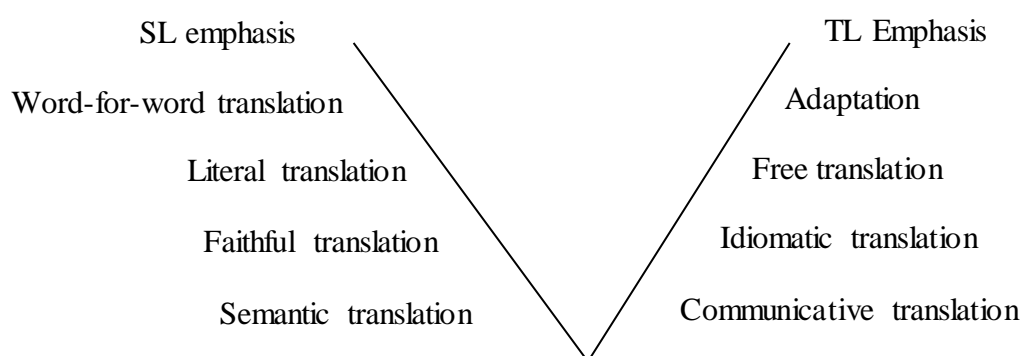 SL emphasis
TL Emphasis
Word-for-word translation
Adaptation
Literal translation
Free translation
Faithful translation
Idiomatic translation
Semantic translation
Communicative translation